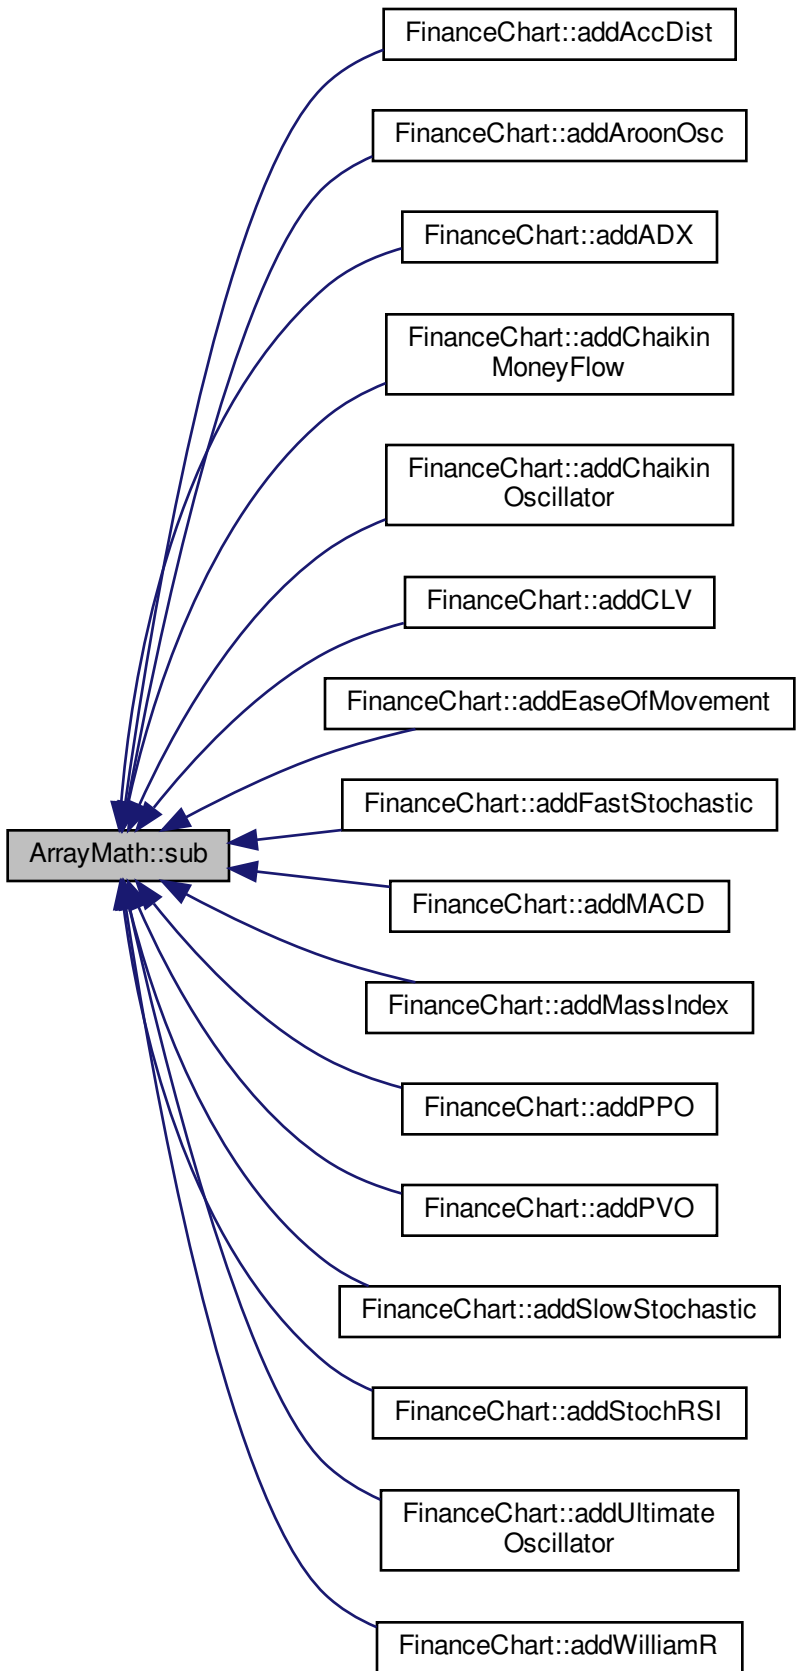 FinanceChart::addAccDist
FinanceChart::addAroonOsc
FinanceChart::addADX
FinanceChart::addChaikin
MoneyFlow
FinanceChart::addChaikin
Oscillator
FinanceChart::addCLV
FinanceChart::addEaseOfMovement
FinanceChart::addFastStochastic
ArrayMath::sub
FinanceChart::addMACD
FinanceChart::addMassIndex
FinanceChart::addPPO
FinanceChart::addPVO
FinanceChart::addSlowStochastic
FinanceChart::addStochRSI
FinanceChart::addUltimate
Oscillator
FinanceChart::addWilliamR